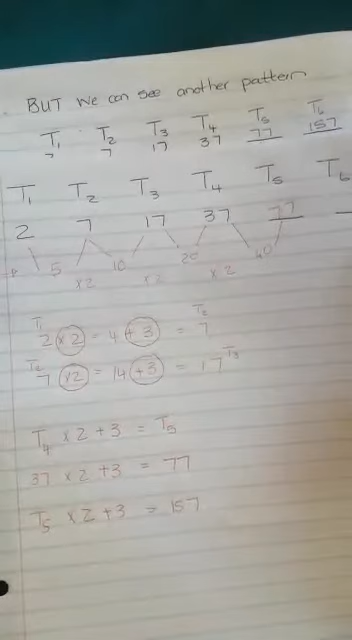 BUT We can see another pattern
T1 T2 T3 T4 T5 T6
2 7 17 37 77 157
T1 T2 T3 T4 T5 T6
2 7 17 37 77
5 10 20 40
x2 x2 x2
T1 T2
2 x2 = 4 +3 = 7
T2 7 x2 = 14 +3 = 17 T3
T4 x2 +3 = T5
37 x2 +3 = 77
T5 x2 +3 = 157